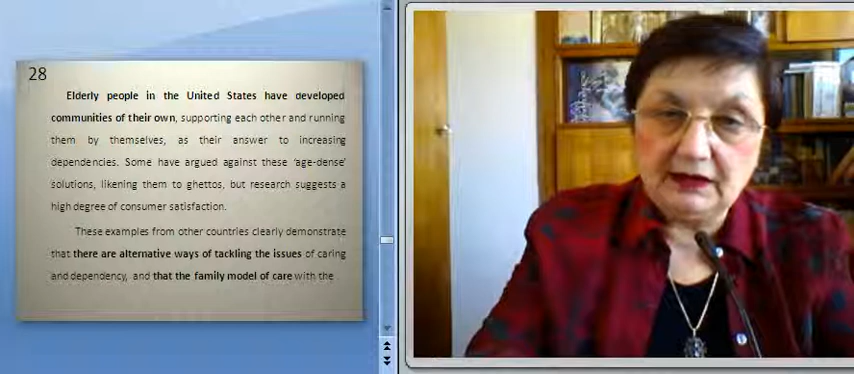 28
Elderly people in the United States have developed
communities of their own, supporting each other and running
them by themselves, as their answer to increasing
dependencies. Some have argued against these 'age-dense'
solutions, likening them to ghettos, but research suggests a
high degree of consumer satisfaction.
These examples from other countries clearly demonstrate
that there are alternative ways of tackling the issues of caring
and dependency, and that the family model of care with the